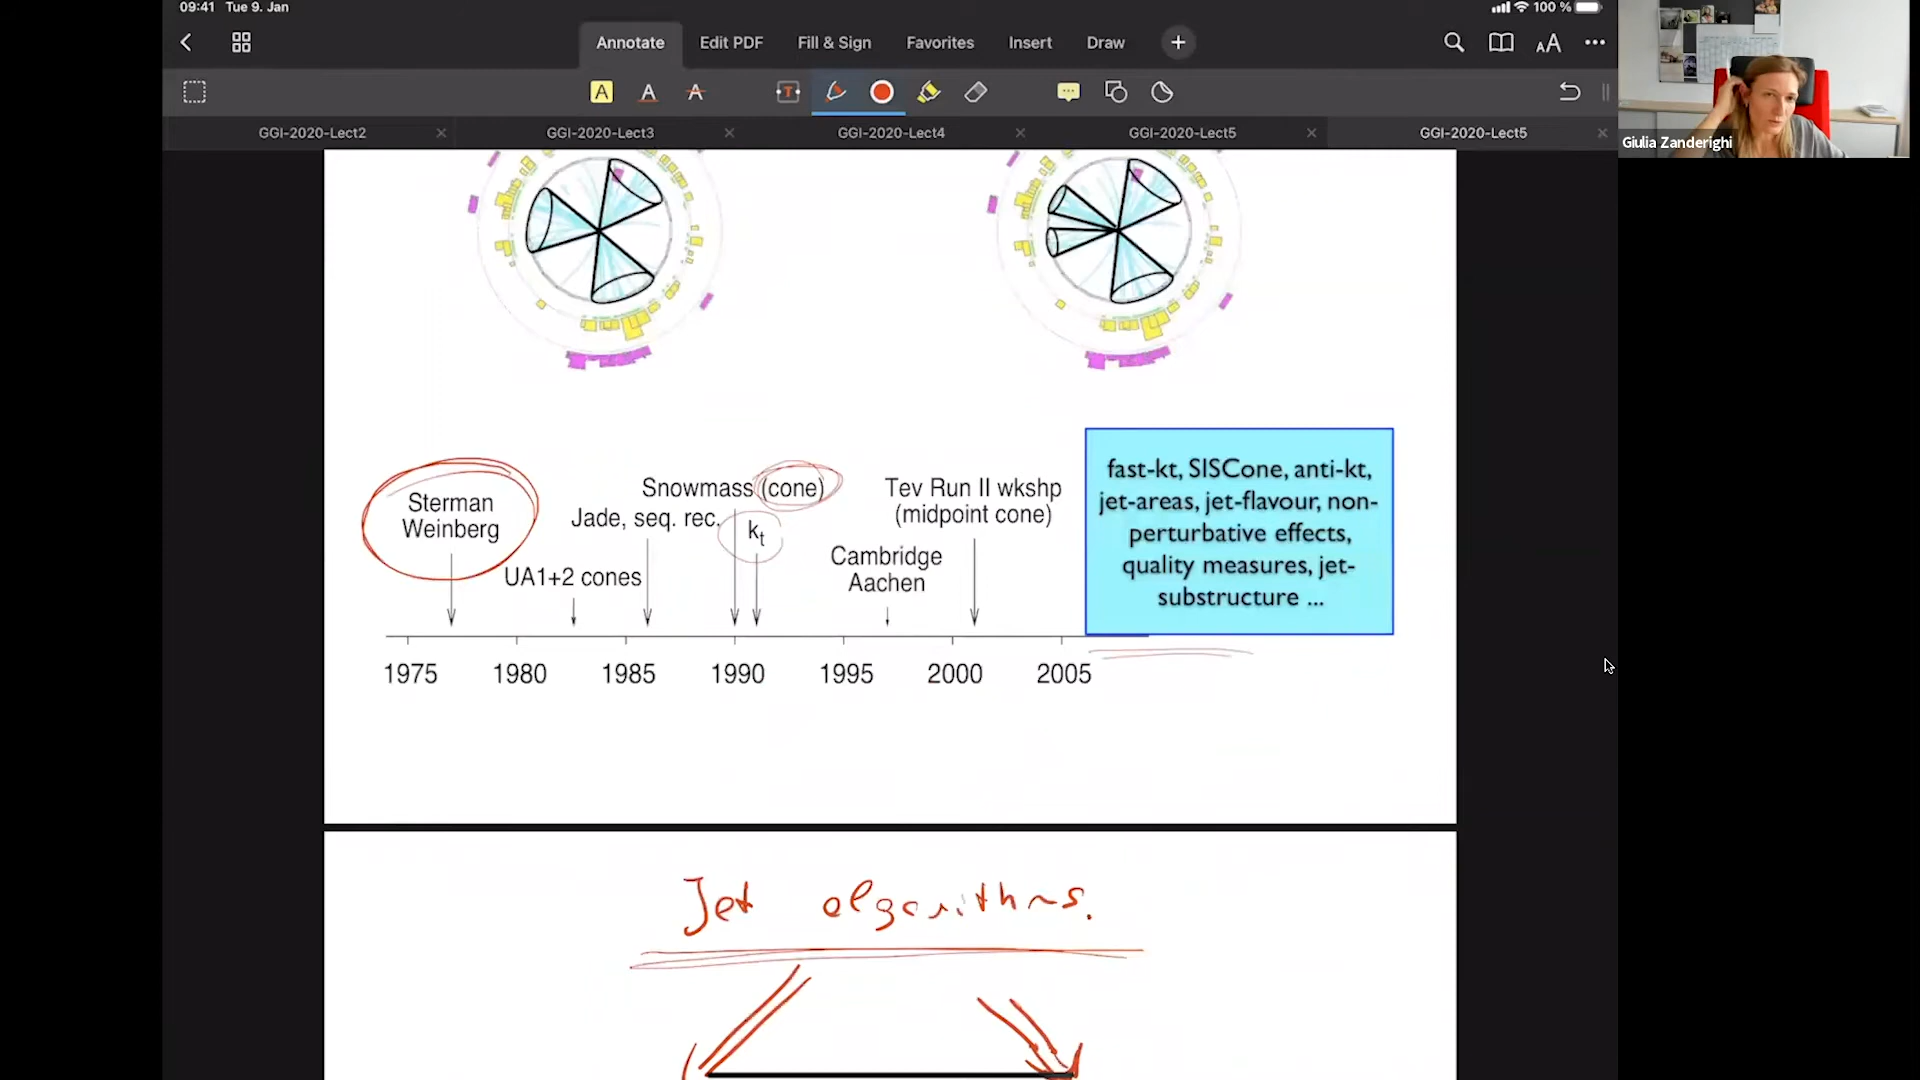 09:41 Tue 9. Jan
100 %
Annotate Edit PDF Fill & Sign Favorites Insert Draw
GGI-2020-Lect2 GGI-2020-Lect3 GGI-2020-Lect4 GGI-2020-Lect5 GGI-2020-Lect5
Giulia Zanderighi
Sterman
Weinberg
UA1+2 cones
Snowmass (cone)
Jade, seq. rec.
kt
Cambridge
Aachen
Tev Run II wkshp
(midpoint cone)
fast-kt, SISCone, anti-kt,
jet-areas, jet-flavour, non-
perturbative effects,
quality measures, jet-
substructure ...
1975 1980 1985 1990 1995 2000 2005
Jet algorithms.